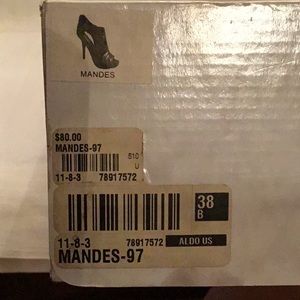 MANDES
$80.00
MANDES-97
510
U
11-8-3 78917572
38
B
11-8-3 78917572 ALDO US
MANDES-97